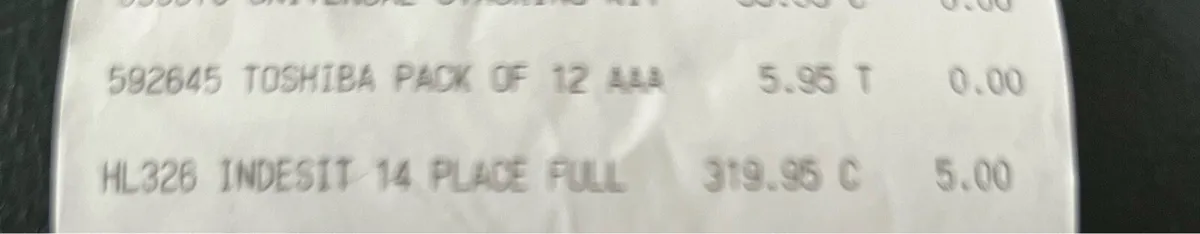 592645 TOSHIBA PACK OF 12 AAA 5.95 T 0.00
HL326 INDESIT 14 PLACE FULL 319.95 C 5.00